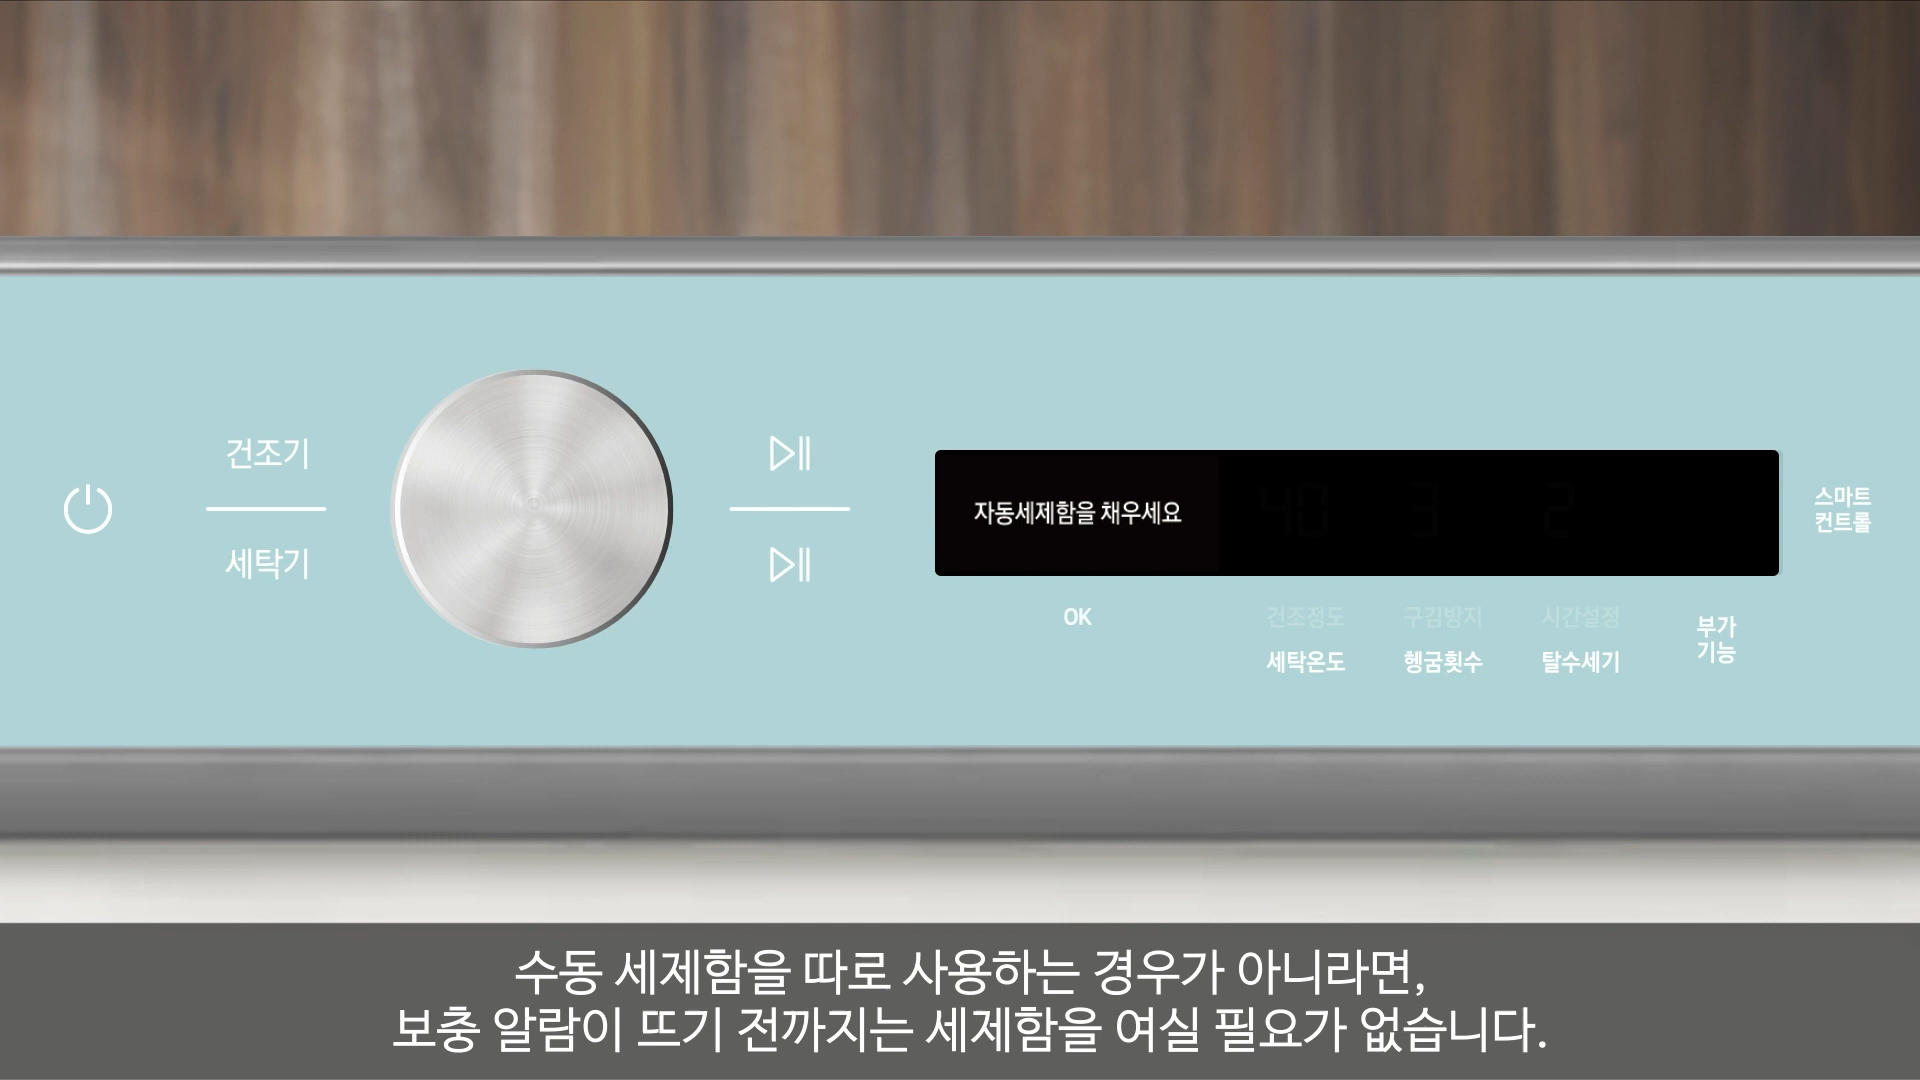 건조기
세탁기
자동세제함을 채우세요
40 3 2
스마트
컨트롤
OK
건조정도 구김방지 시간설정
세탁온도 헹굼횟수 탈수세기
부가
기능
수동 세제함을 따로 사용하는 경우가 아니라면,
보충 알람이 뜨기 전까지는 세제함을 여실 필요가 없습니다.